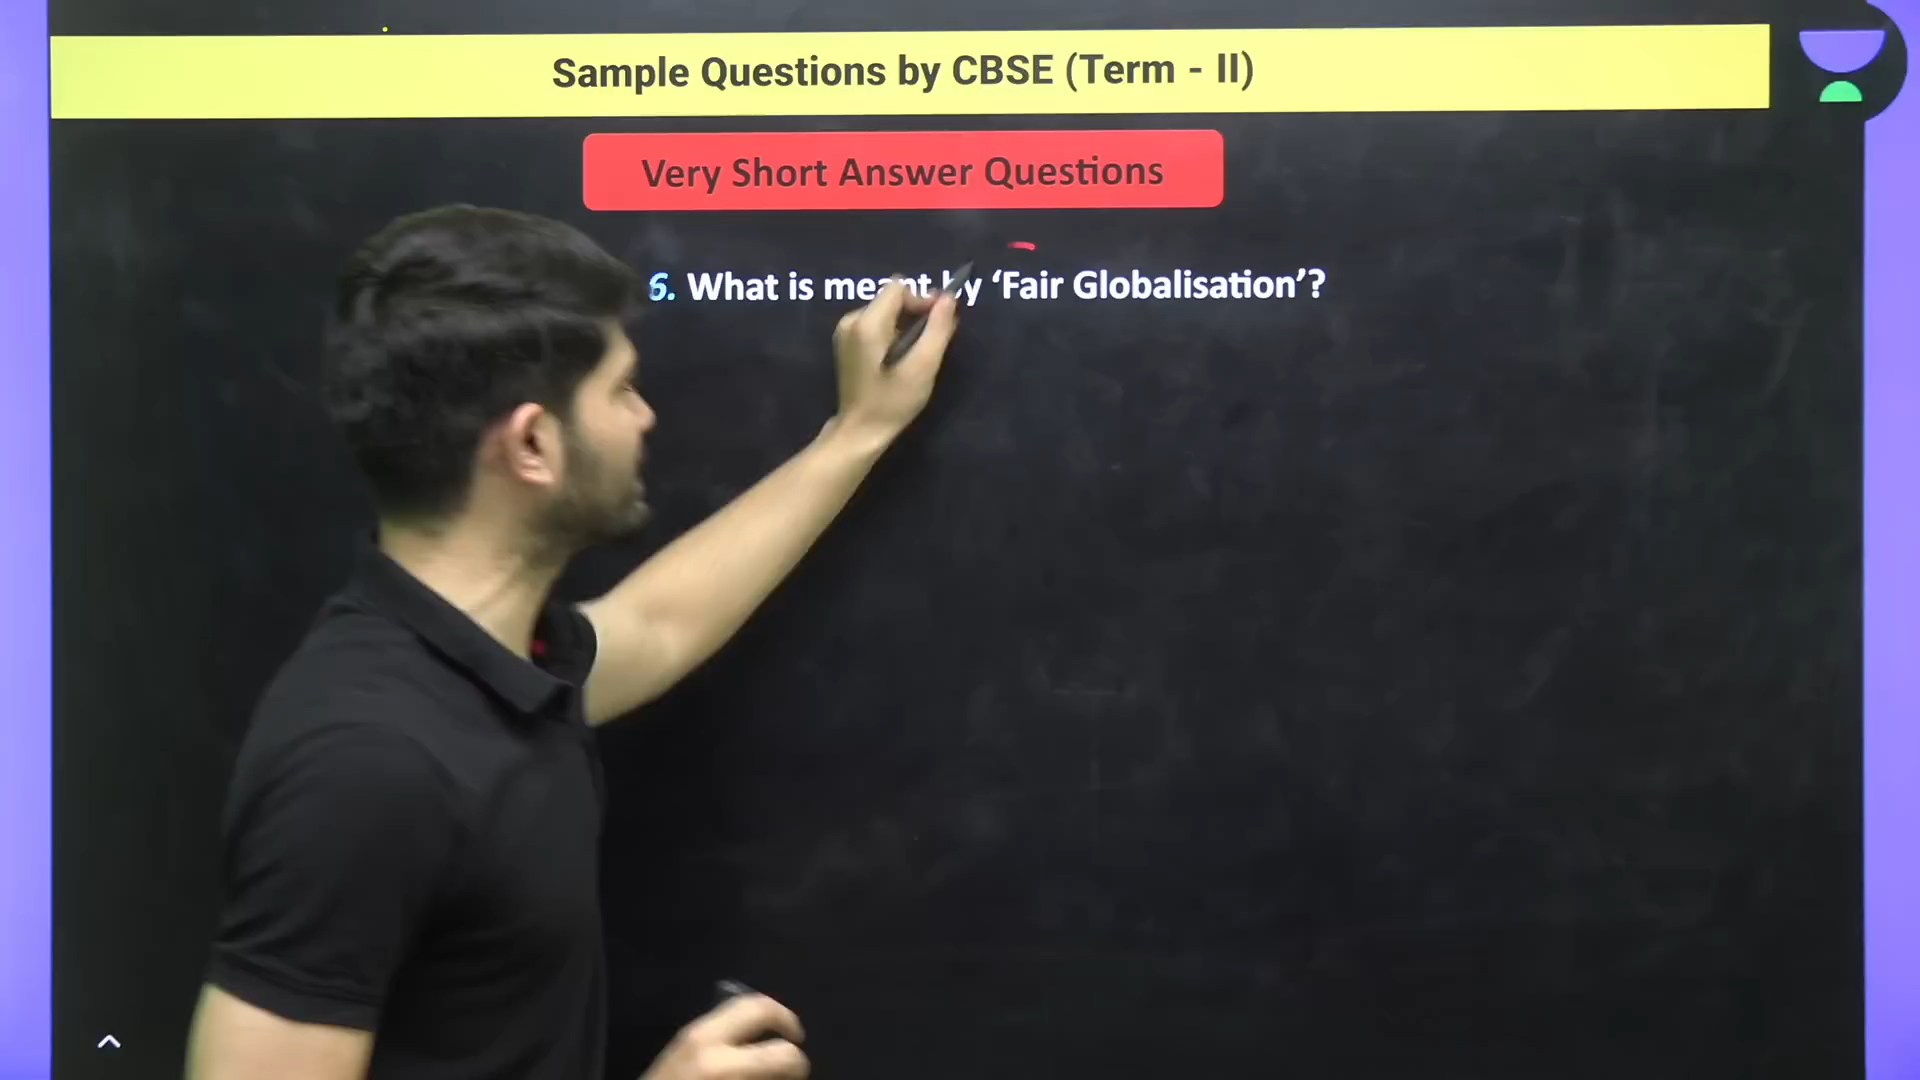 Sample Questions by CBSE (Term - II)
Very Short Answer Questions
6. What is meant by ‘Fair Globalisation’?